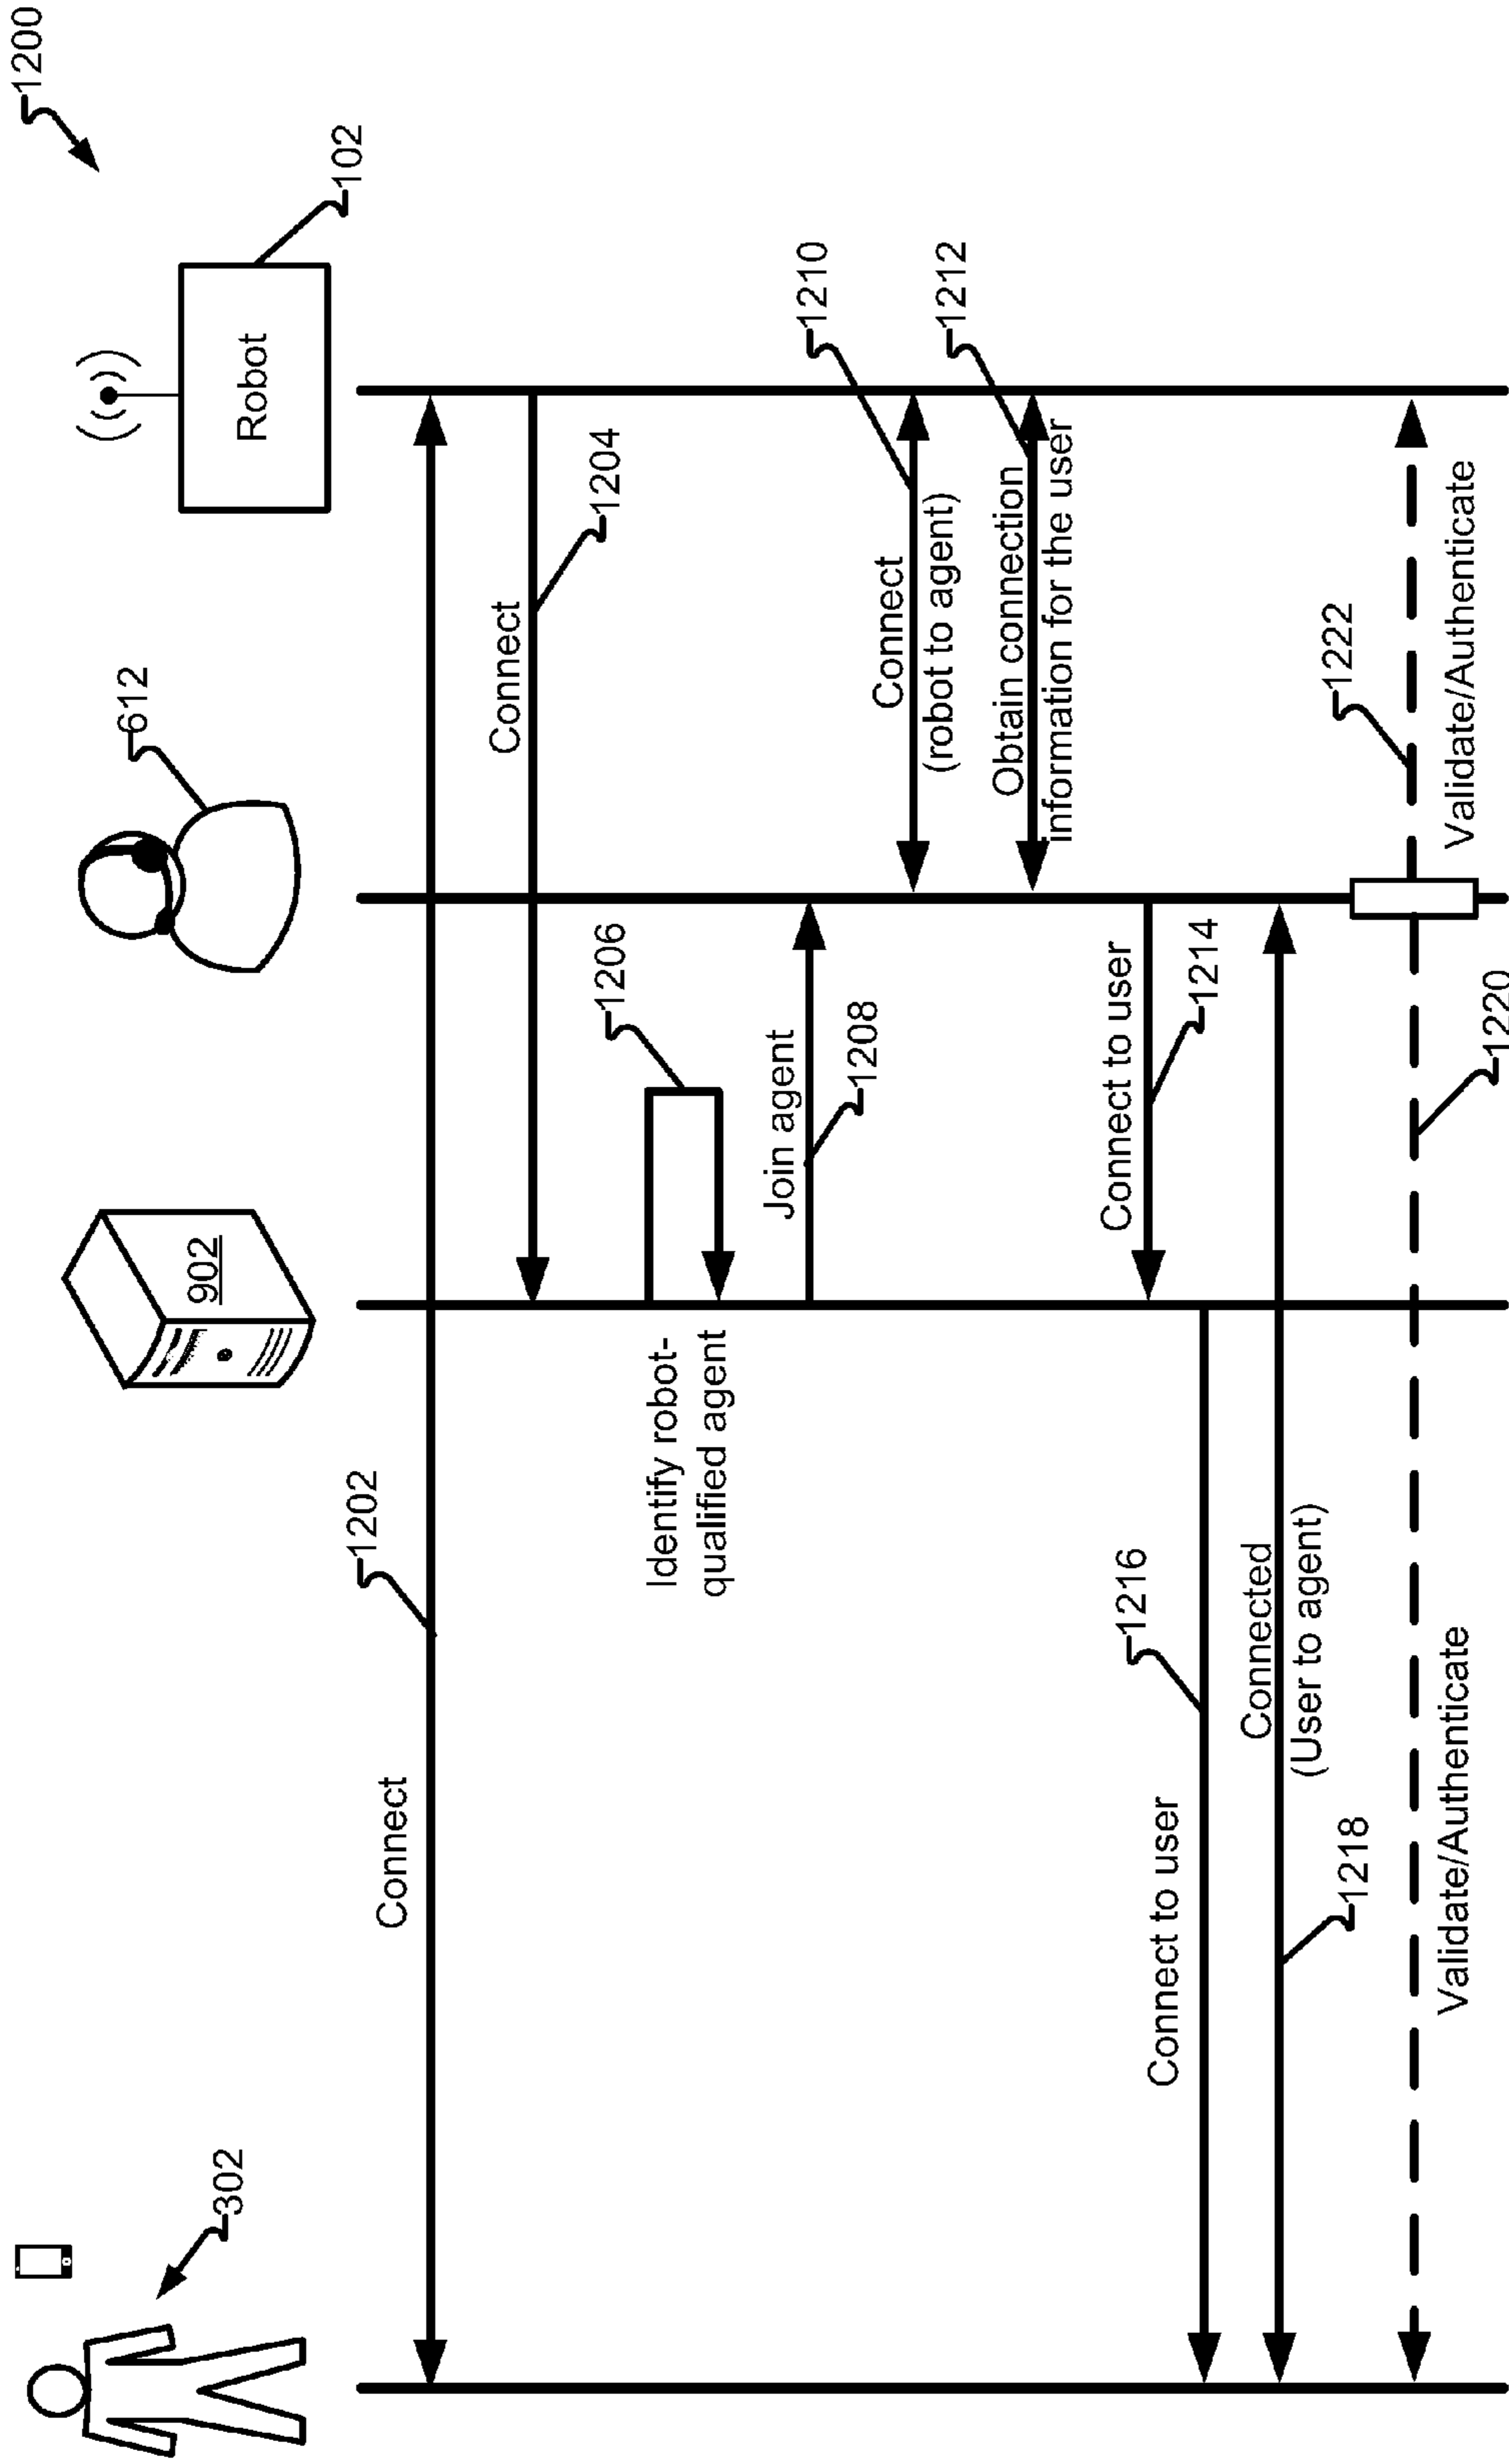 1200
302
902
612
Robot
102
Connect
1202
Connect
1204
Identify robot-
qualified agent
1206
Join agent
1208
Connect
(robot to agent)
1210
Obtain connection
information for the user
1212
Connect to user
1214
Connect to user
1216
Connected
(User to agent)
1218
Validate/Authenticate
1220
Validate/Authenticate
1222